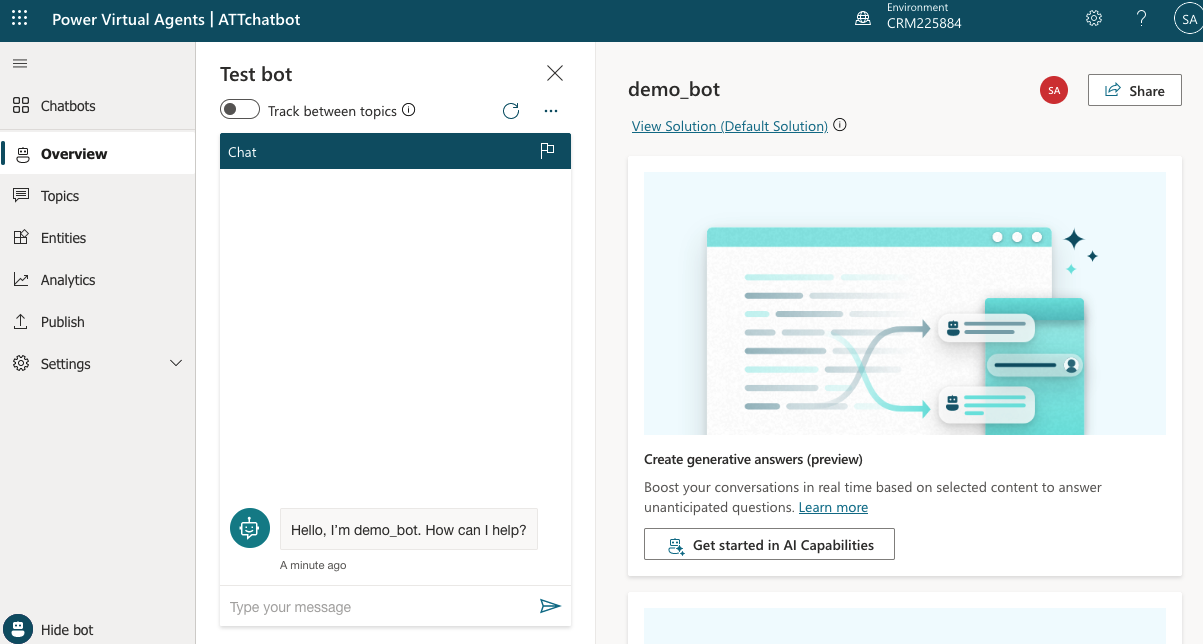 Power Virtual Agents | ATTchatbot
Environment
CRM225884
?
SA
Chatbots
Overview
Topics
Entities
Analytics
Publish
Settings
Hide bot
Test bot
Track between topics
Chat
Hello, I'm demo_bot. How can I help?
A minute ago
Type your message
demo_bot
SA
Share
View Solution (Default Solution)
Create generative answers (preview)
Boost your conversations in real time based on selected content to answer
unanticipated questions. Learn more
Get started in AI Capabilities